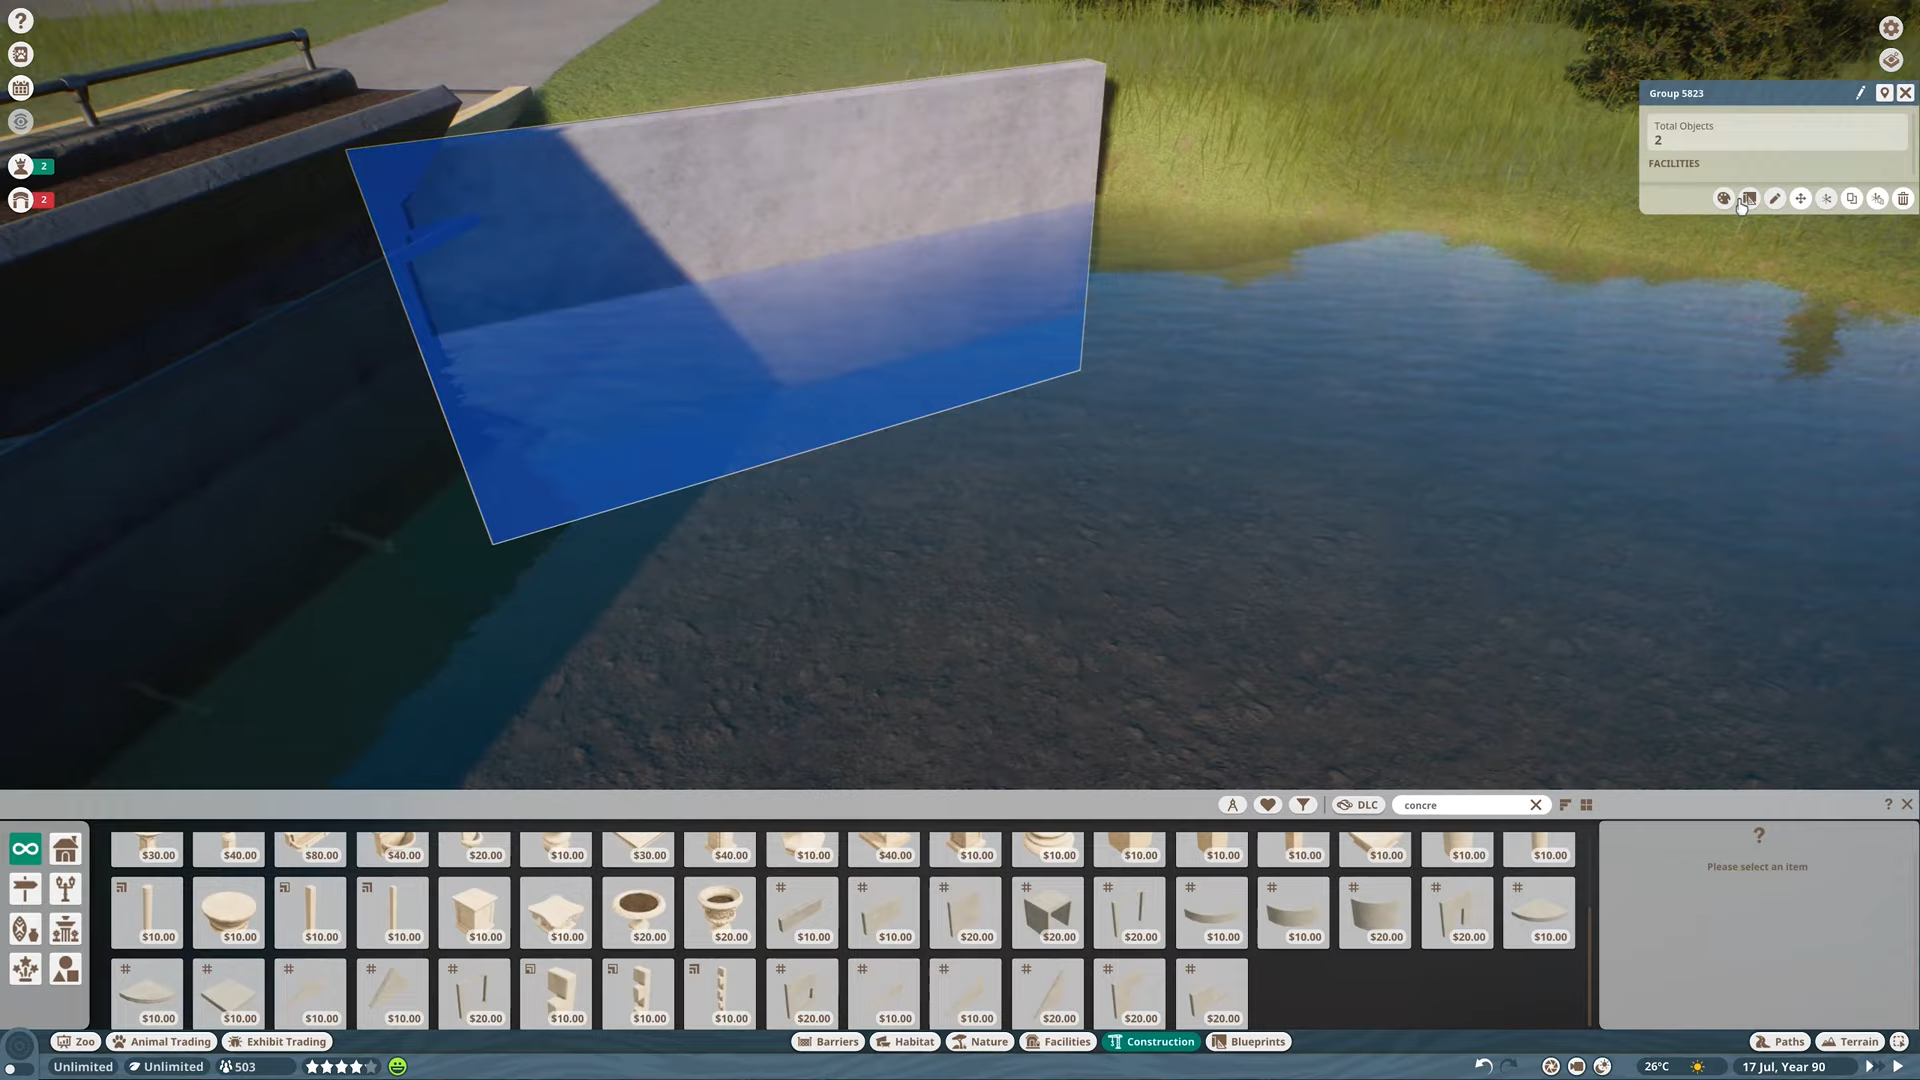 2
2
Group 5823
Total Objects
2
FACILITIES
DLC
concre
?
Please select an item
$30.00 $40.00 $80.00 $40.00 $20.00 $10.00 $30.00 $40.00 $10.00 $40.00 $10.00 $10.00 $10.00 $10.00 $10.00 $10.00 $10.00 $10.00
$10.00 $10.00 $10.00 $10.00 $10.00 $10.00 $20.00 $20.00 $10.00 $10.00 $20.00 $20.00 $20.00 $10.00 $10.00 $20.00 $20.00 $10.00
$10.00 $10.00 $10.00 $10.00 $20.00 $10.00 $10.00 $10.00 $20.00 $10.00 $10.00 $10.00 $20.00 $20.00
Zoo Animal Trading Exhibit Trading Barriers Habitat Nature Facilities Construction Blueprints Paths Terrain
Unlimited Unlimited 503 26°C 17 Jul, Year 90